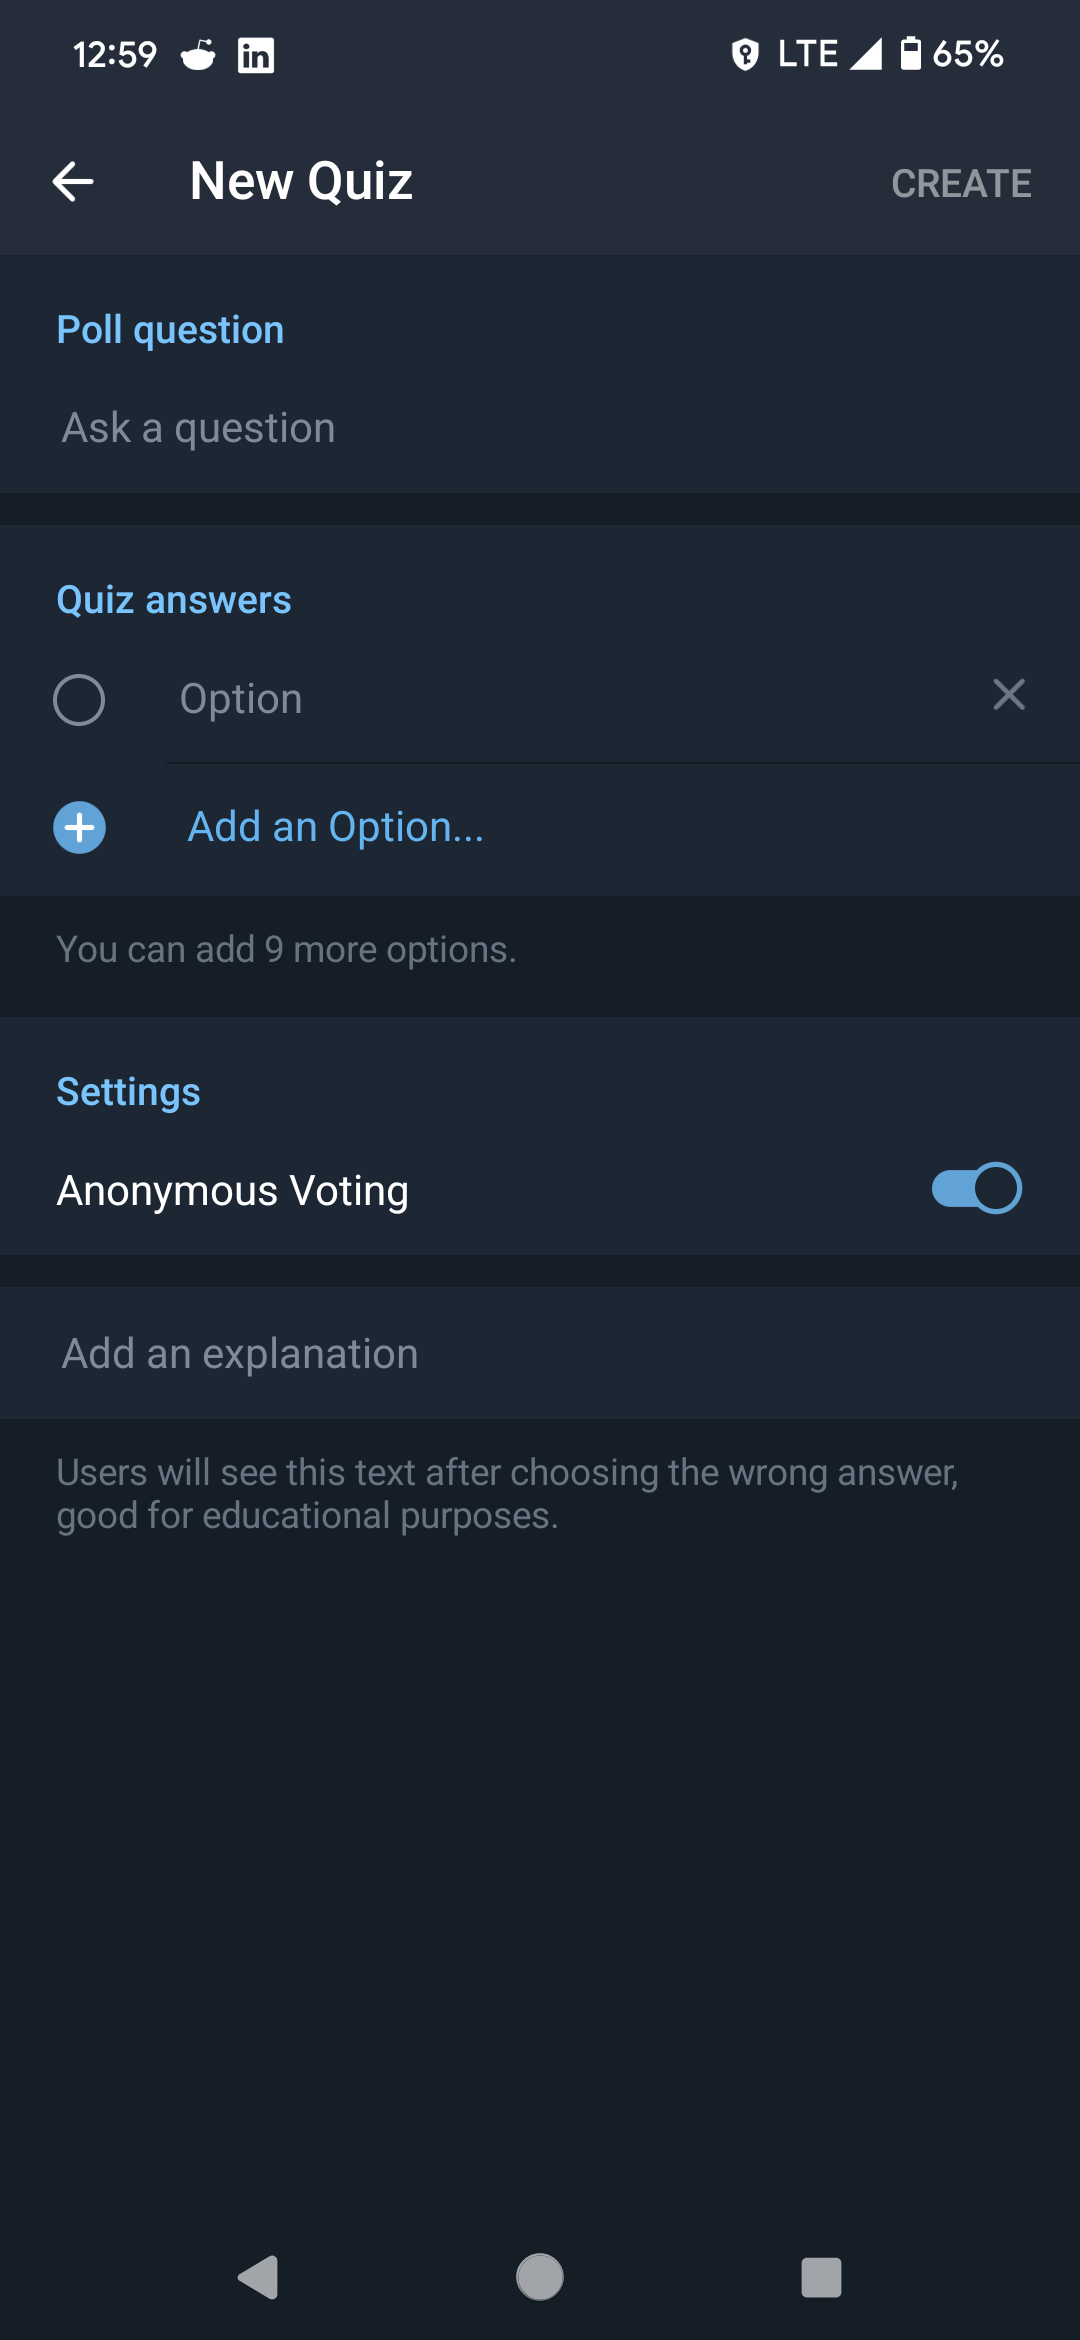 12:59 in LTE 65%
New Quiz CREATE
Poll question
Ask a question
Quiz answers
Option
Add an Option...
You can add 9 more options.
Settings
Anonymous Voting
Add an explanation
Users will see this text after choosing the wrong answer,
good for educational purposes.